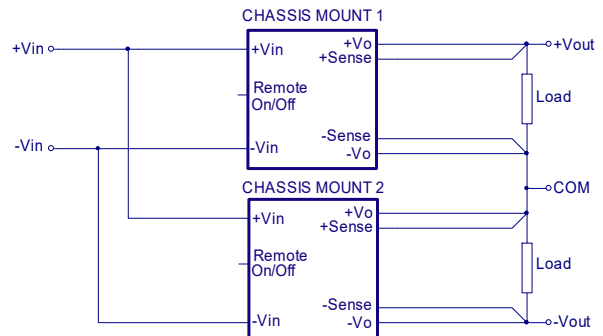 CHASSIS MOUNT 1
+Vin
+Vin
+Vo
+Vout
+Sense
Remote
On/Off
Load
-Sense
-Vin
-Vin
-Vo
CHASSIS MOUNT 2
COM
+Vin
+Vo
+Sense
Remote
On/Off
Load
-Sense
-Vin
-Vo
-Vout